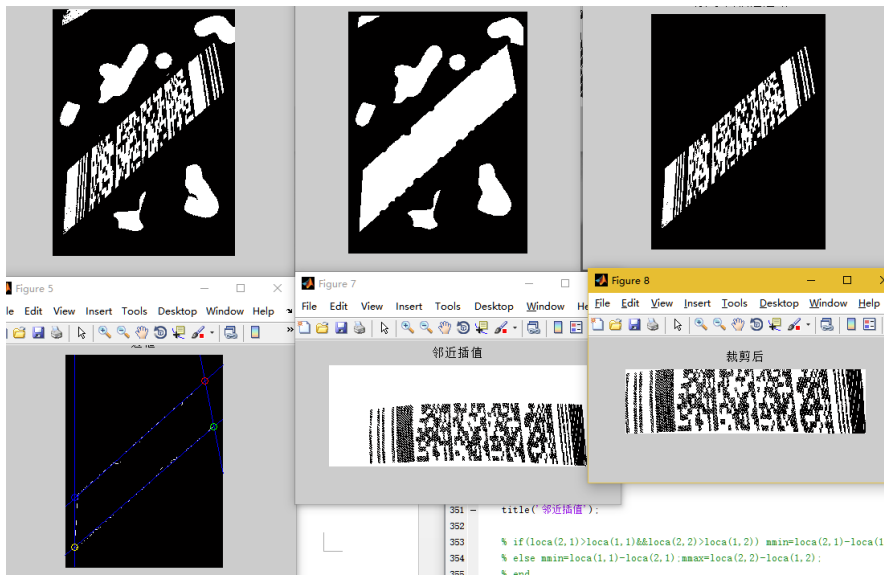 Figure 5
Figure 7
Figure 8
Edit View Insert Tools Desktop Window Help
File Edit View Insert Tools Desktop Window
File Edit View Insert Tools Desktop Window Help
邻近插值
裁剪后
351 — title('邻近插值');
352
353 % if(loca(2,1)>loca(1,1)&&loca(2,2)>loca(1,2)) mmin=loca(2,1)-loca(1
354 % else mmin=loca(1,1)-loca(2,1);mmax=loca(2,2)-loca(1,2);
355 % end